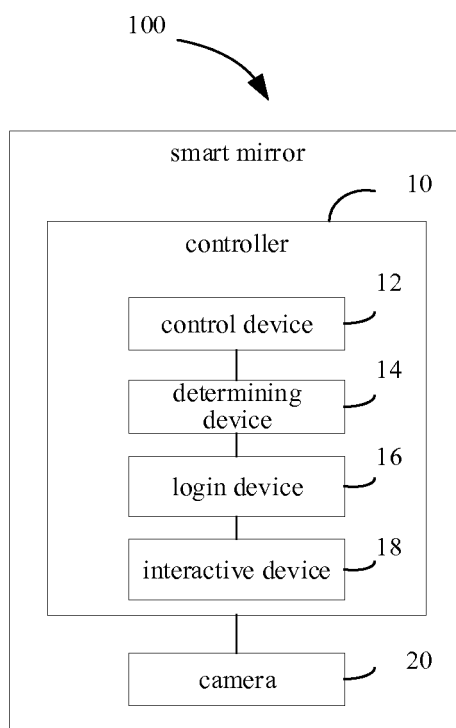 100
smart mirror
10
controller
12
control device
14
determining
device
16
login device
18
interactive device
20
camera